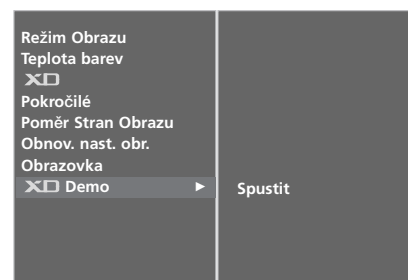 Režim Obrazu
Teplota barev
XD
Pokročilé
Poměr Stran Obrazu
Obnov. nast. obr.
Obrazovka
XD Demo ►
Spustit